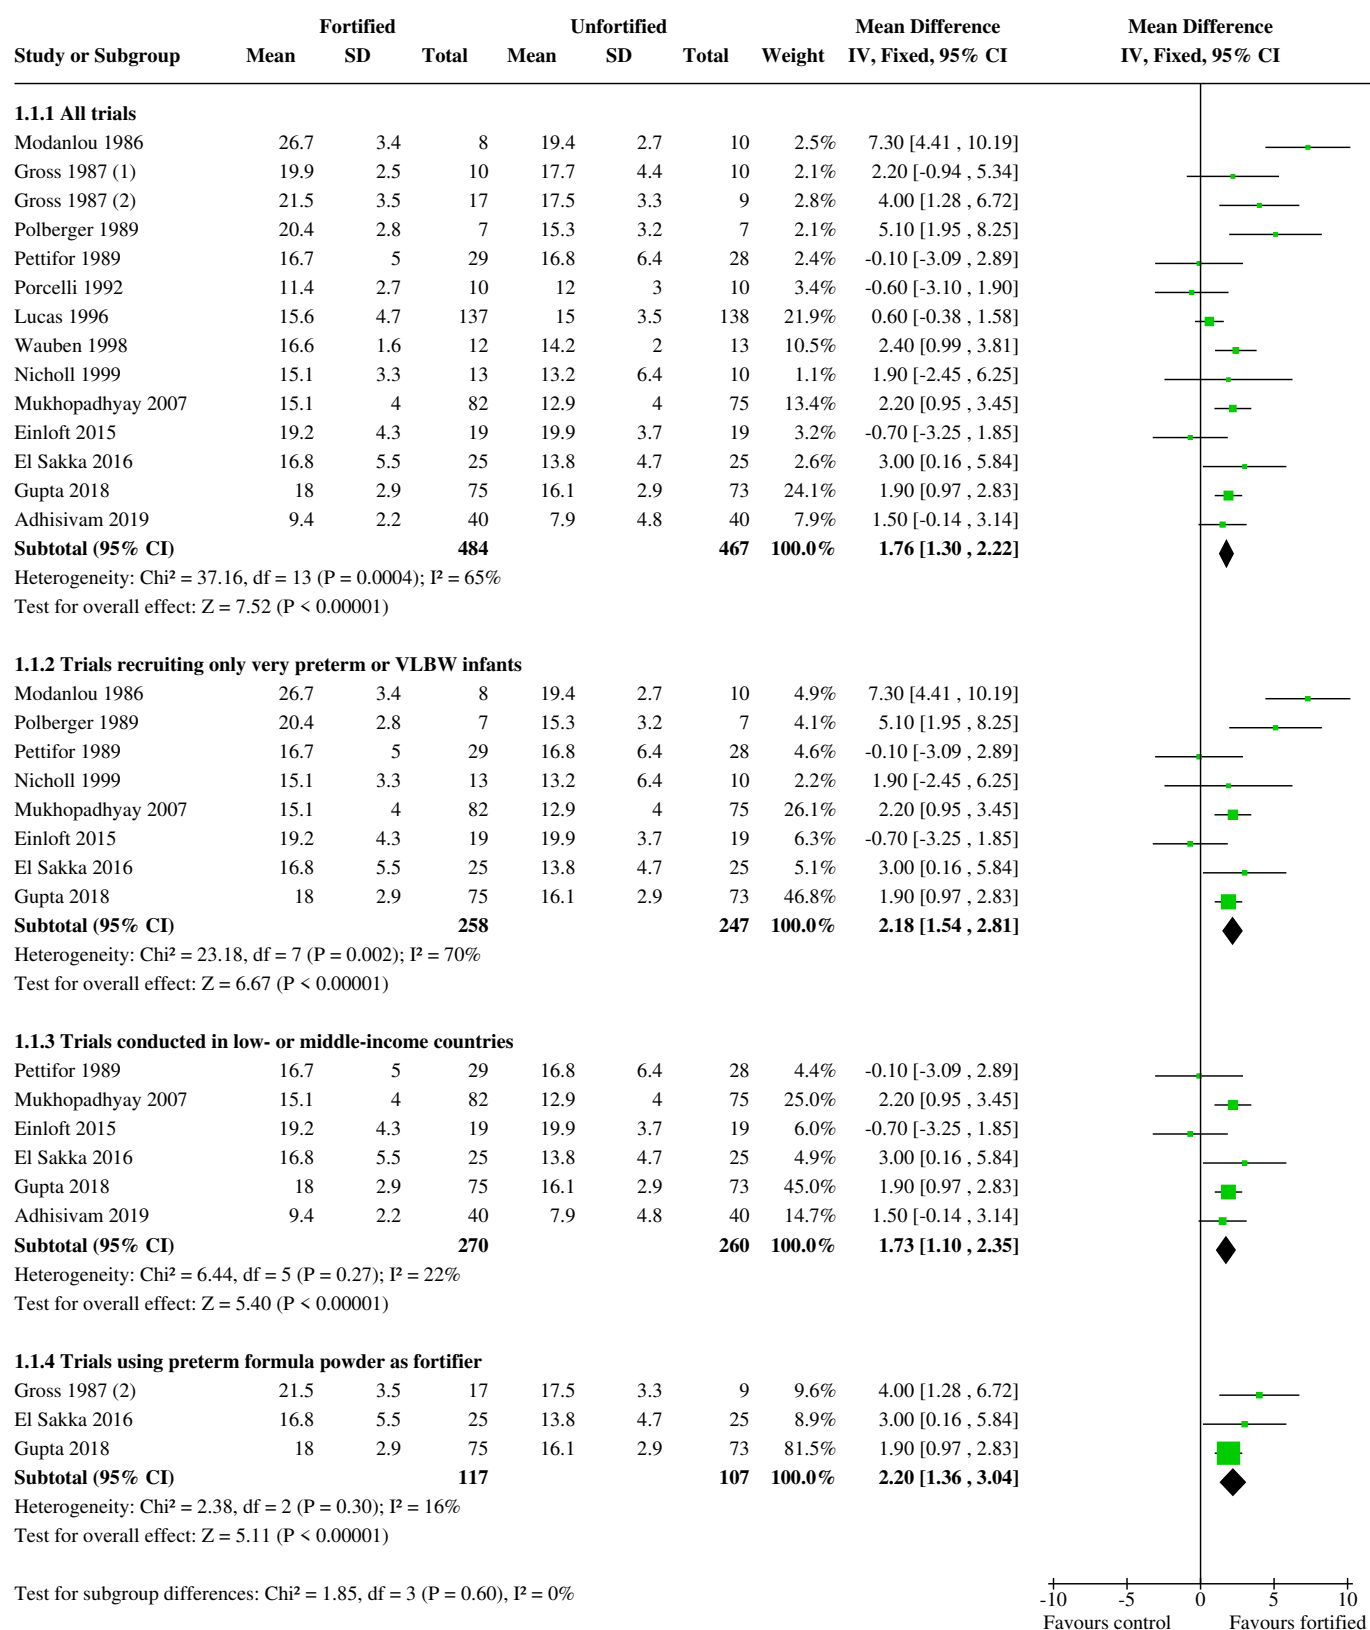 Fortified Unfortified Mean Difference Mean Difference
Study or Subgroup Mean SD Total Mean SD Total Weight IV, Fixed, 95% CI IV, Fixed, 95% CI
1.1.1 All trials
Modanlou 1986 26.7 3.4 8 19.4 2.7 10 2.5% 7.30 [4.41 , 10.19]
Gross 1987 (1) 19.9 2.5 10 17.7 4.4 10 2.1% 2.20 [-0.94 , 5.34]
Gross 1987 (2) 21.5 3.5 17 17.5 3.3 9 2.8% 4.00 [1.28 , 6.72]
Polberger 1989 20.4 2.8 7 15.3 3.2 7 2.1% 5.10 [1.95 , 8.25]
Pettifor 1989 16.7 5 29 16.8 6.4 28 2.4% -0.10 [-3.09 , 2.89]
Porcelli 1992 11.4 2.7 10 12 3 10 3.4% -0.60 [-3.10 , 1.90]
Lucas 1996 15.6 4.7 137 15 3.5 138 21.9% 0.60 [-0.38 , 1.58]
Wauben 1998 16.6 1.6 12 14.2 2 13 10.5% 2.40 [0.99 , 3.81]
Nicholl 1999 15.1 3.3 13 13.2 6.4 10 1.1% 1.90 [-2.45 , 6.25]
Mukhopadhyay 2007 15.1 4 82 12.9 4 75 13.4% 2.20 [0.95 , 3.45]
Einloft 2015 19.2 4.3 19 19.9 3.7 19 3.2% -0.70 [-3.25 , 1.85]
El Sakka 2016 16.8 5.5 25 13.8 4.7 25 2.6% 3.00 [0.16 , 5.84]
Gupta 2018 18 2.9 75 16.1 2.9 73 24.1% 1.90 [0.97 , 2.83]
Adhisivam 2019 9.4 2.2 40 7.9 4.8 40 7.9% 1.50 [-0.14 , 3.14]
Subtotal (95% CI) 484 467 100.0% 1.76 [1.30 , 2.22]
Heterogeneity: Chi² = 37.16, df = 13 (P = 0.0004); I² = 65%
Test for overall effect: Z = 7.52 (P < 0.00001)
1.1.2 Trials recruiting only very preterm or VLBW infants
Modanlou 1986 26.7 3.4 8 19.4 2.7 10 4.9% 7.30 [4.41 , 10.19]
Polberger 1989 20.4 2.8 7 15.3 3.2 7 4.1% 5.10 [1.95 , 8.25]
Pettifor 1989 16.7 5 29 16.8 6.4 28 4.6% -0.10 [-3.09 , 2.89]
Nicholl 1999 15.1 3.3 13 13.2 6.4 10 2.2% 1.90 [-2.45 , 6.25]
Mukhopadhyay 2007 15.1 4 82 12.9 4 75 26.1% 2.20 [0.95 , 3.45]
Einloft 2015 19.2 4.3 19 19.9 3.7 19 6.3% -0.70 [-3.25 , 1.85]
El Sakka 2016 16.8 5.5 25 13.8 4.7 25 5.1% 3.00 [0.16 , 5.84]
Gupta 2018 18 2.9 75 16.1 2.9 73 46.8% 1.90 [0.97 , 2.83]
Subtotal (95% CI) 258 247 100.0% 2.18 [1.54 , 2.81]
Heterogeneity: Chi² = 23.18, df = 7 (P = 0.002); I² = 70%
Test for overall effect: Z = 6.67 (P < 0.00001)
1.1.3 Trials conducted in low- or middle-income countries
Pettifor 1989 16.7 5 29 16.8 6.4 28 4.4% -0.10 [-3.09 , 2.89]
Mukhopadhyay 2007 15.1 4 82 12.9 4 75 25.0% 2.20 [0.95 , 3.45]
Einloft 2015 19.2 4.3 19 19.9 3.7 19 6.0% -0.70 [-3.25 , 1.85]
El Sakka 2016 16.8 5.5 25 13.8 4.7 25 4.9% 3.00 [0.16 , 5.84]
Gupta 2018 18 2.9 75 16.1 2.9 73 45.0% 1.90 [0.97 , 2.83]
Adhisivam 2019 9.4 2.2 40 7.9 4.8 40 14.7% 1.50 [-0.14 , 3.14]
Subtotal (95% CI) 270 260 100.0% 1.73 [1.10 , 2.35]
Heterogeneity: Chi² = 6.44, df = 5 (P = 0.27); I² = 22%
Test for overall effect: Z = 5.40 (P < 0.00001)
1.1.4 Trials using preterm formula powder as fortifier
Gross 1987 (2) 21.5 3.5 17 17.5 3.3 9 9.6% 4.00 [1.28 , 6.72]
El Sakka 2016 16.8 5.5 25 13.8 4.7 25 8.9% 3.00 [0.16 , 5.84]
Gupta 2018 18 2.9 75 16.1 2.9 73 81.5% 1.90 [0.97 , 2.83]
Subtotal (95% CI) 117 107 100.0% 2.20 [1.36 , 3.04]
Heterogeneity: Chi² = 2.38, df = 2 (P = 0.30); I² = 16%
Test for overall effect: Z = 5.11 (P < 0.00001)
Test for subgroup differences: Chi² = 1.85, df = 3 (P = 0.60), I² = 0%
-10 -5 0 5 10
Favours control Favours fortified